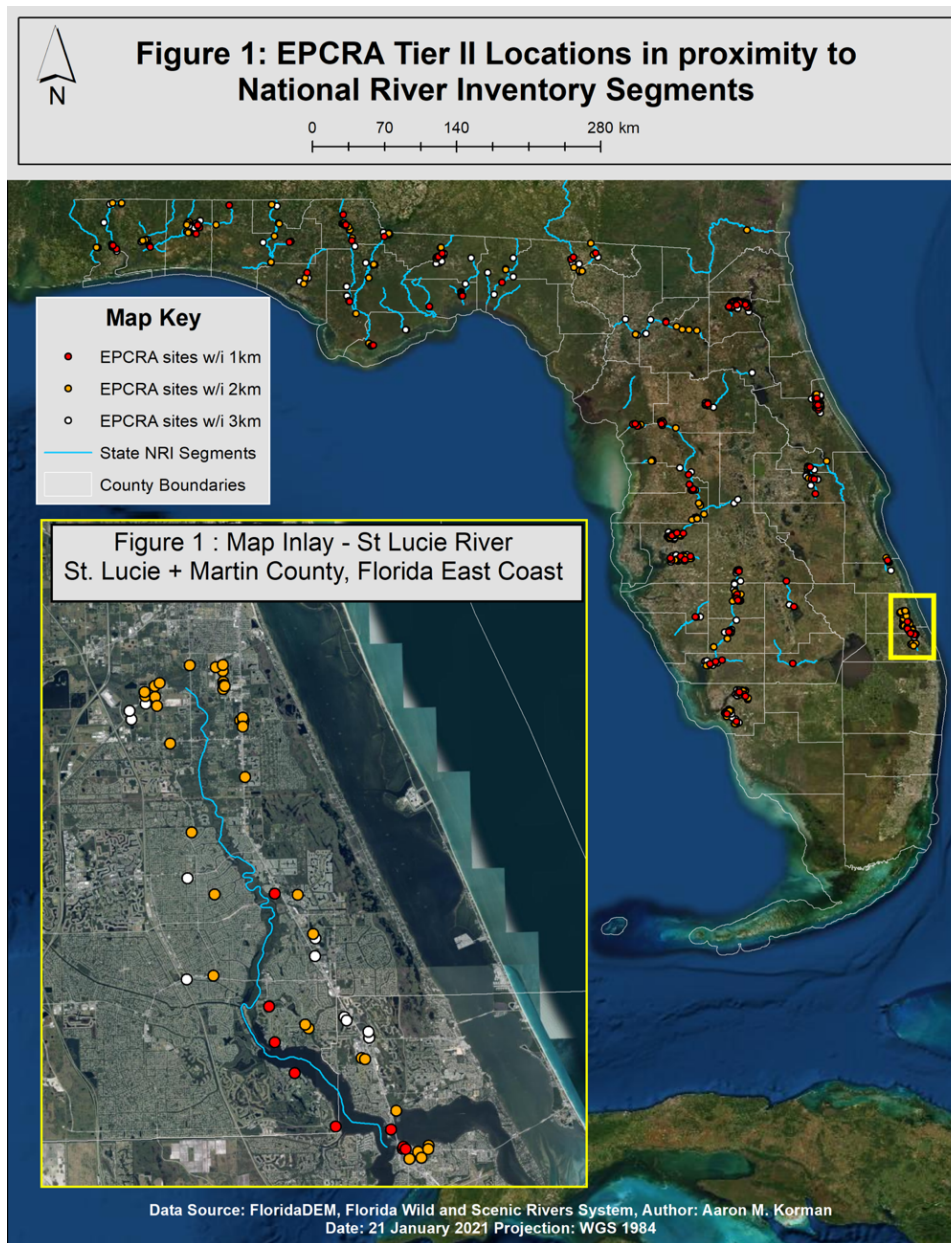 Figure 1: EPCRA Tier II Locations in proximity to
National River Inventory Segments
N
0 70 140 280 km
Map Key
EPCRA sites w/i 1km
EPCRA sites w/i 2km
EPCRA sites w/i 3km
State NRI Segments
County Boundaries
Figure 1 : Map Inlay - St Lucie River
St. Lucie + Martin County, Florida East Coast
Data Source: FloridaDEM, Florida Wild and Scenic Rivers System, Author: Aaron M. Korman
Date: 21 January 2021 Projection: WGS 1984